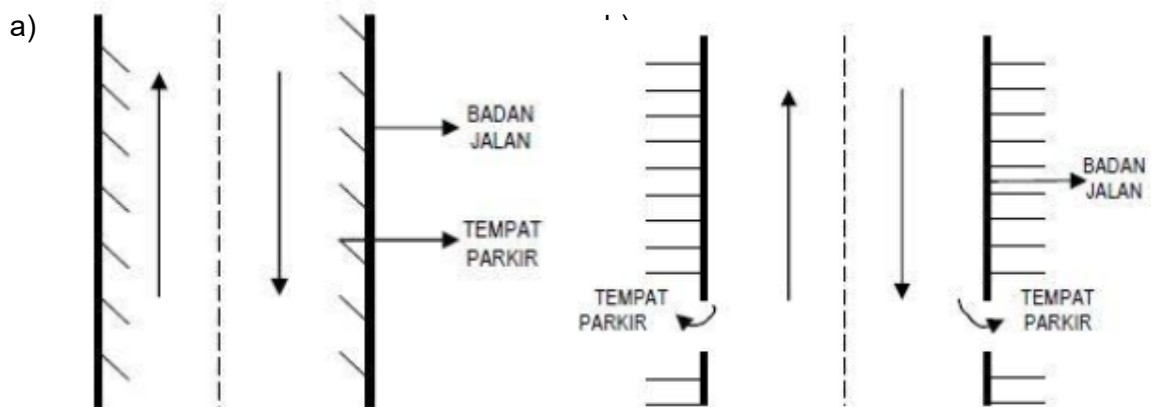 a)
BADAN
JALAN
TEMPAT
PARKIR
BADAN
JALAN
TEMPAT
PARKIR
TEMPAT
PARKIR